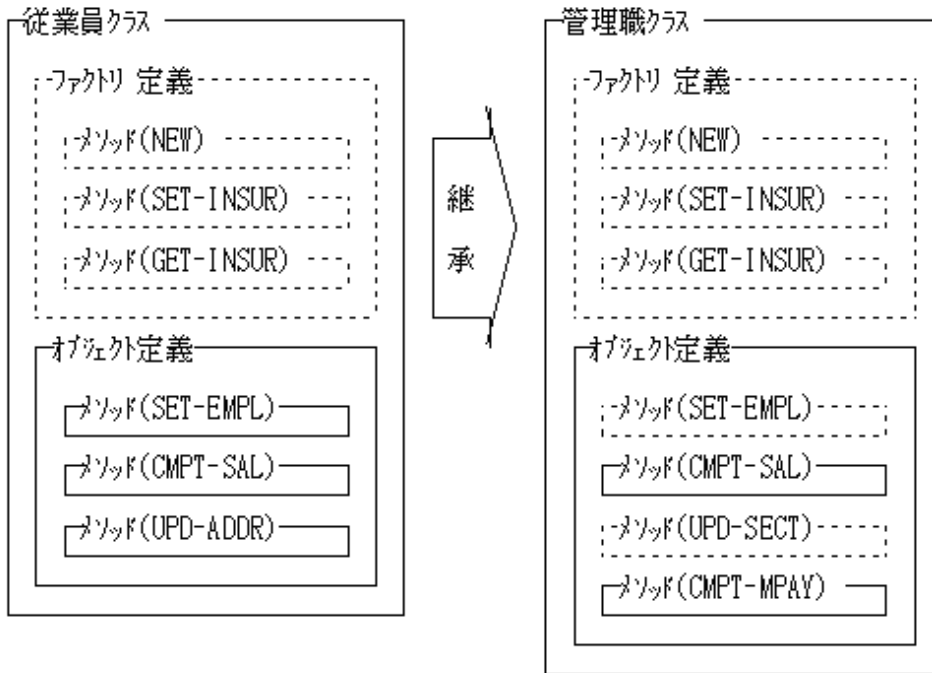 従業員ｸﾗｽ
ﾌｧｸﾄﾘ 定義
ﾒｿｯﾄﾞ(NEW)
ﾒｿｯﾄﾞ(SET-INSUR)
ﾒｿｯﾄﾞ(GET-INSUR)
ｵﾌﾞｼﾞｪｸﾄ定義
ﾒｿｯﾄﾞ(SET-EMPL)
ﾒｿｯﾄﾞ(CMPT-SAL)
ﾒｿｯﾄﾞ(UPD-ADDR)
継
承
管理職ｸﾗｽ
ﾌｧｸﾄﾘ 定義
ﾒｿｯﾄﾞ(NEW)
ﾒｿｯﾄﾞ(SET-INSUR)
ﾒｿｯﾄﾞ(GET-INSUR)
ｵﾌﾞｼﾞｪｸﾄ定義
ﾒｿｯﾄﾞ(SET-EMPL)
ﾒｿｯﾄﾞ(CMPT-SAL)
ﾒｿｯﾄﾞ(UPD-SECT)
ﾒｿｯﾄﾞ(CMPT-MPAY)